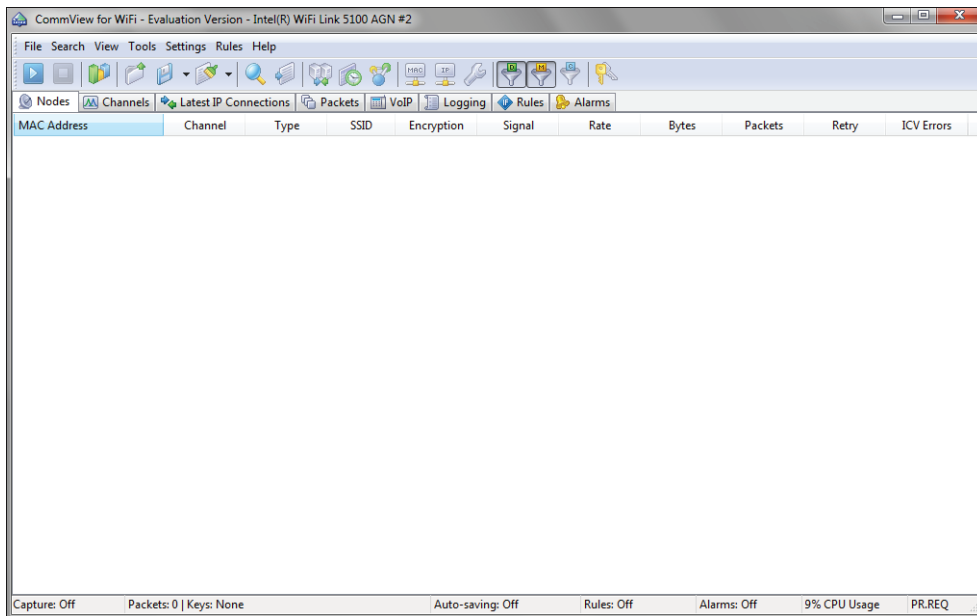 CommView for WiFi - Evaluation Version - Intel(R) WiFi Link 5100 AGN #2
File Search View Tools Settings Rules Help
MAC IP D M C
Nodes Channels Latest IP Connections Packets VoIP Logging Rules Alarms
MAC Address Channel Type SSID Encryption Signal Rate Bytes Packets Retry ICV Errors
Capture: Off Packets: 0 | Keys: None Auto-saving: Off Rules: Off Alarms: Off 9% CPU Usage PR.REQ